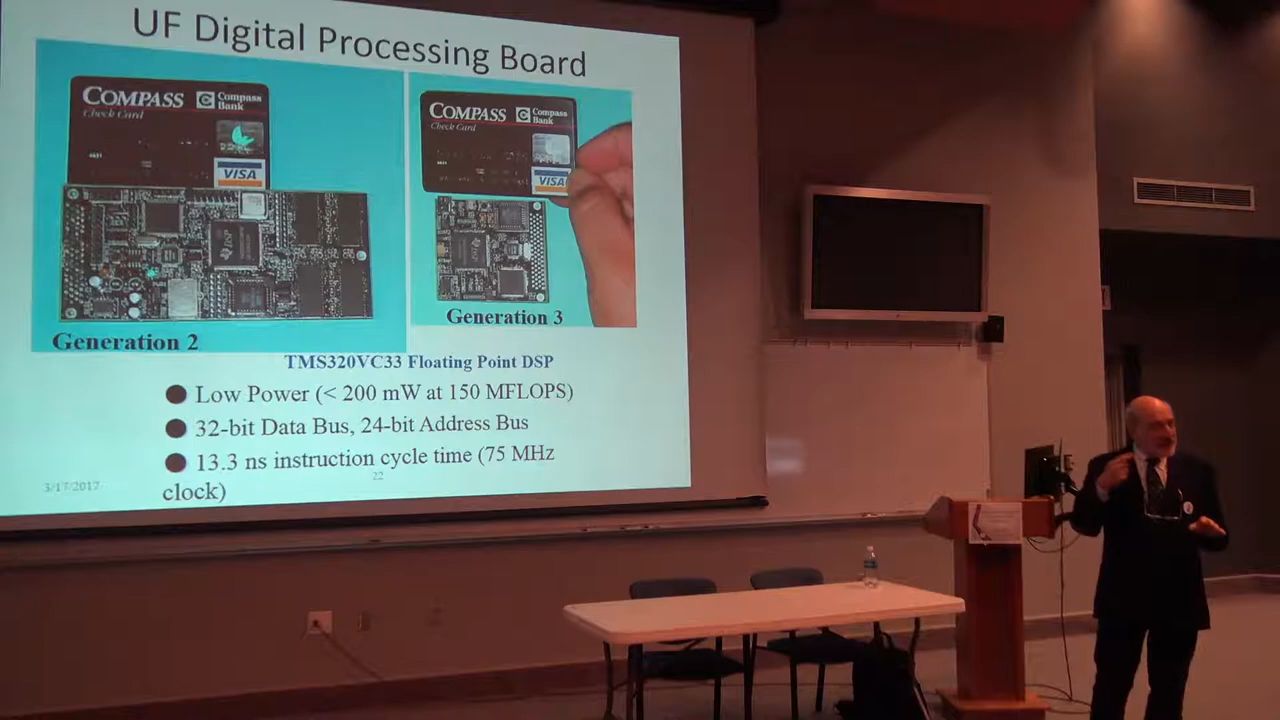 UF Digital Processing Board
COMPASS Compass Bank
Check Card
VISA
COMPASS Compass Bank
Check Card
VISA
DSP
Generation 2
Generation 3
TMS320VC33 Floating Point DSP
● Low Power (< 200 mW at 150 MFLOPS)
● 32-bit Data Bus, 24-bit Address Bus
● 13.3 ns instruction cycle time (75 MHz
clock)
3/17/2017
22